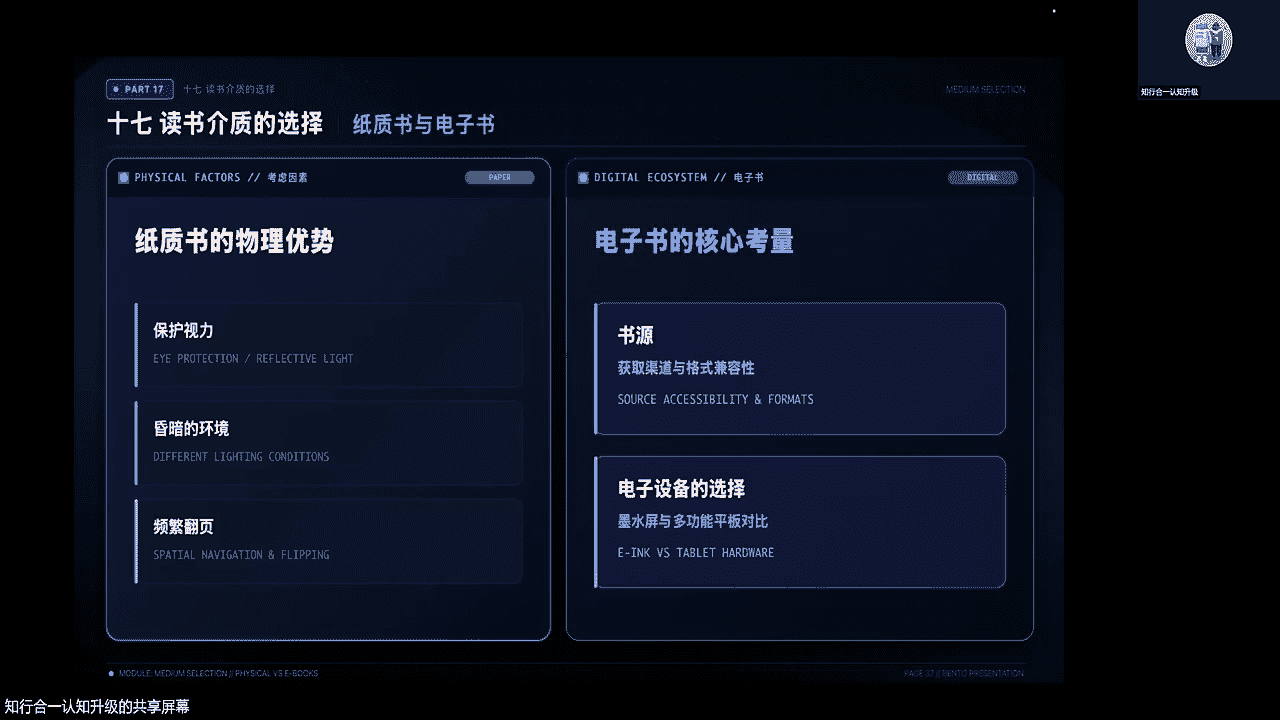 PART 17 十七 读书介质的选择
MEDIUM SELECTION
十七 读书介质的选择 纸质书与电子书
PHYSICAL FACTORS // 考虑因素
PAPER
纸质书的物理优势
保护视力
EYE PROTECTION / REFLECTIVE LIGHT
昏暗的环境
DIFFERENT LIGHTING CONDITIONS
频繁翻页
SPATIAL NAVIGATION & FLIPPING
DIGITAL ECOSYSTEM // 电子书
DIGITAL
电子书的核心考量
书源
获取渠道与格式兼容性
SOURCE ACCESSIBILITY & FORMATS
电子设备的选择
墨水屏与多功能平板对比
E-INK VS TABLET HARDWARE
MODULE: MEDIUM SELECTION // PHYSICAL VS E-BOOKS
PAGE 37 // BENTO PRESENTATION
知行合一认知升级
知行合一认知升级的共享屏幕